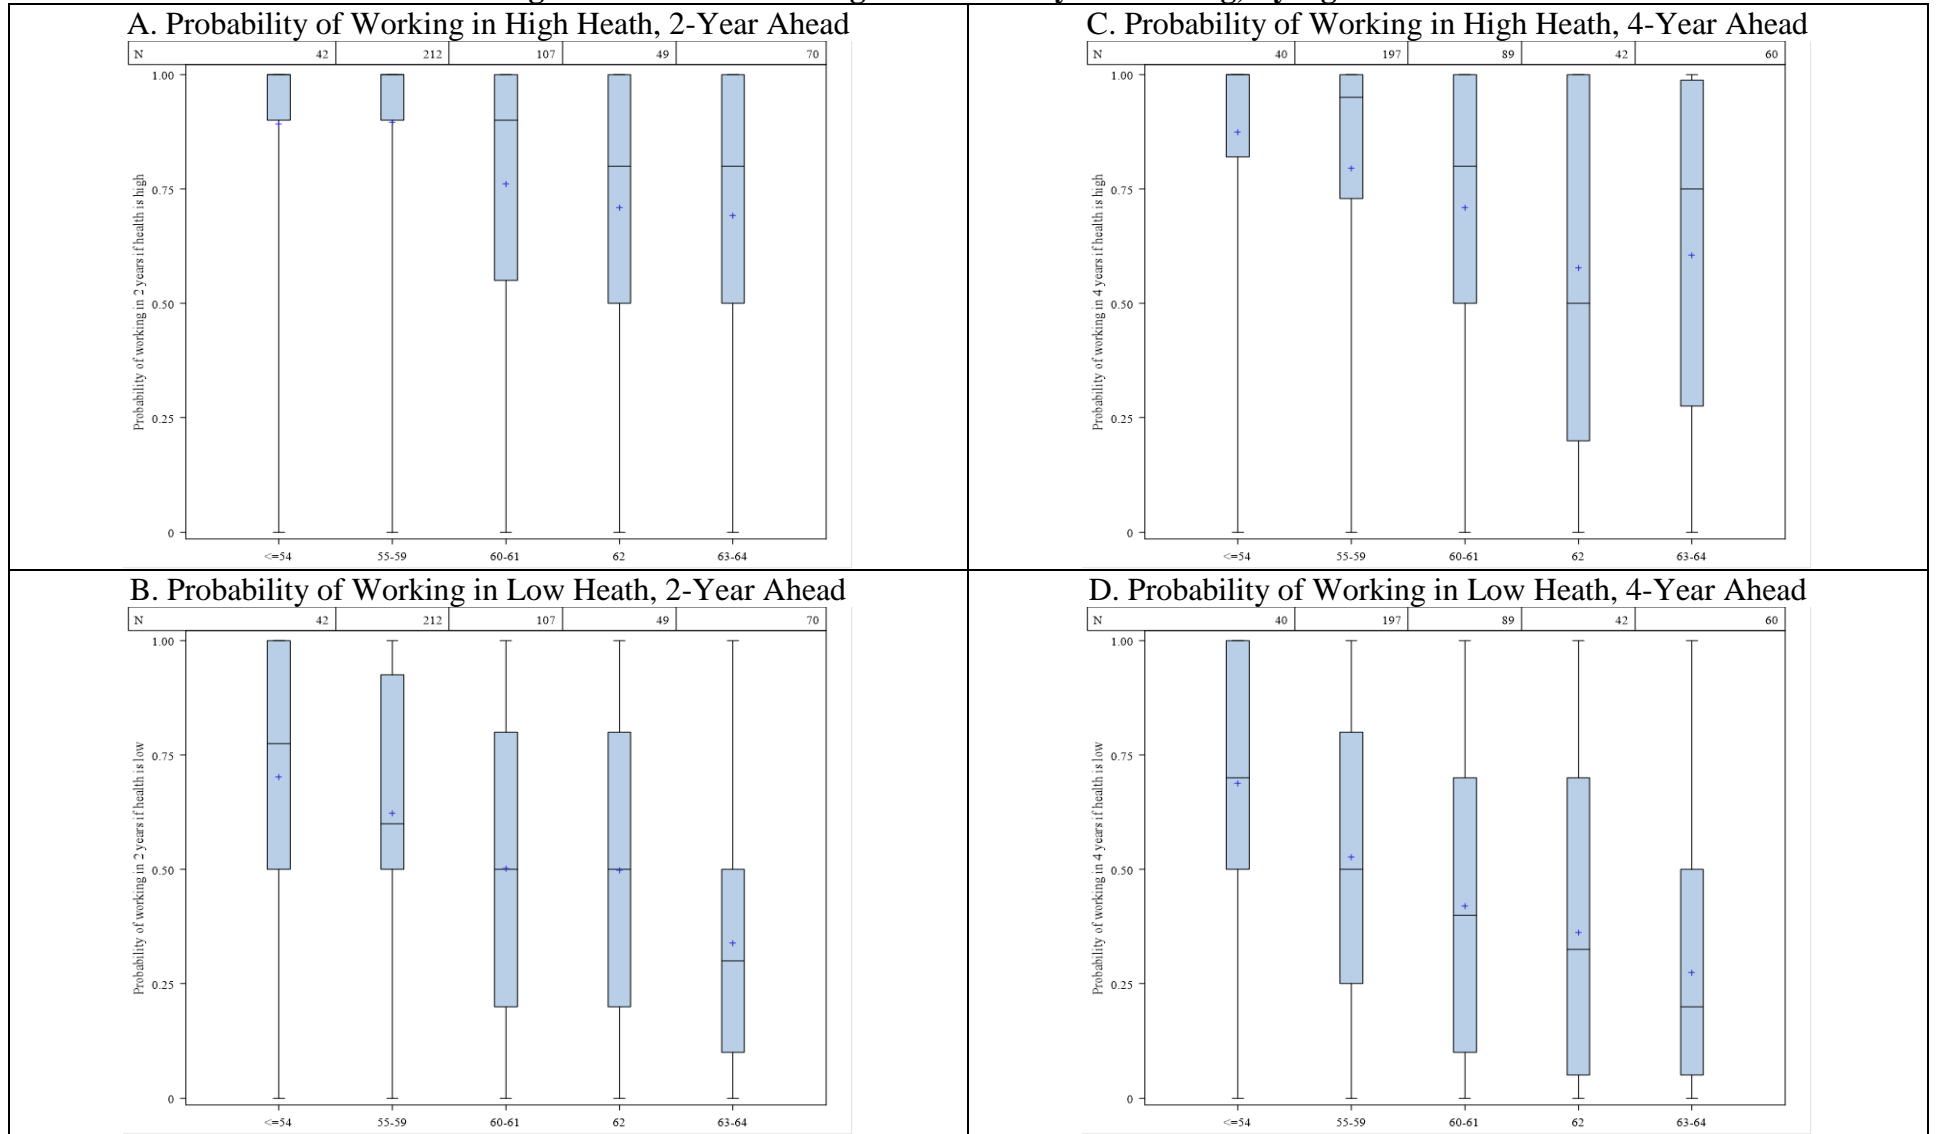 A. Probability of Working in High Heath, 2-Year Ahead
N 42 212 107 49 70
Probability of working in 2 years if health is high
1.00
0.75
0.50
0.25
0
<=54 55-59 60-61 62 63-64
C. Probability of Working in High Heath, 4-Year Ahead
N 40 197 89 42 60
Probability of working in 4 years if health is high
1.00
0.75
0.50
0.25
0
<=54 55-59 60-61 62 63-64
B. Probability of Working in Low Heath, 2-Year Ahead
N 42 212 107 49 70
Probability of working in 2 years if health is low
1.00
0.75
0.50
0.25
0
<=54 55-59 60-61 62 63-64
D. Probability of Working in Low Heath, 4-Year Ahead
N 40 197 89 42 60
Probability of working in 4 years if health is low
1.00
0.75
0.50
0.25
0
<=54 55-59 60-61 62 63-64